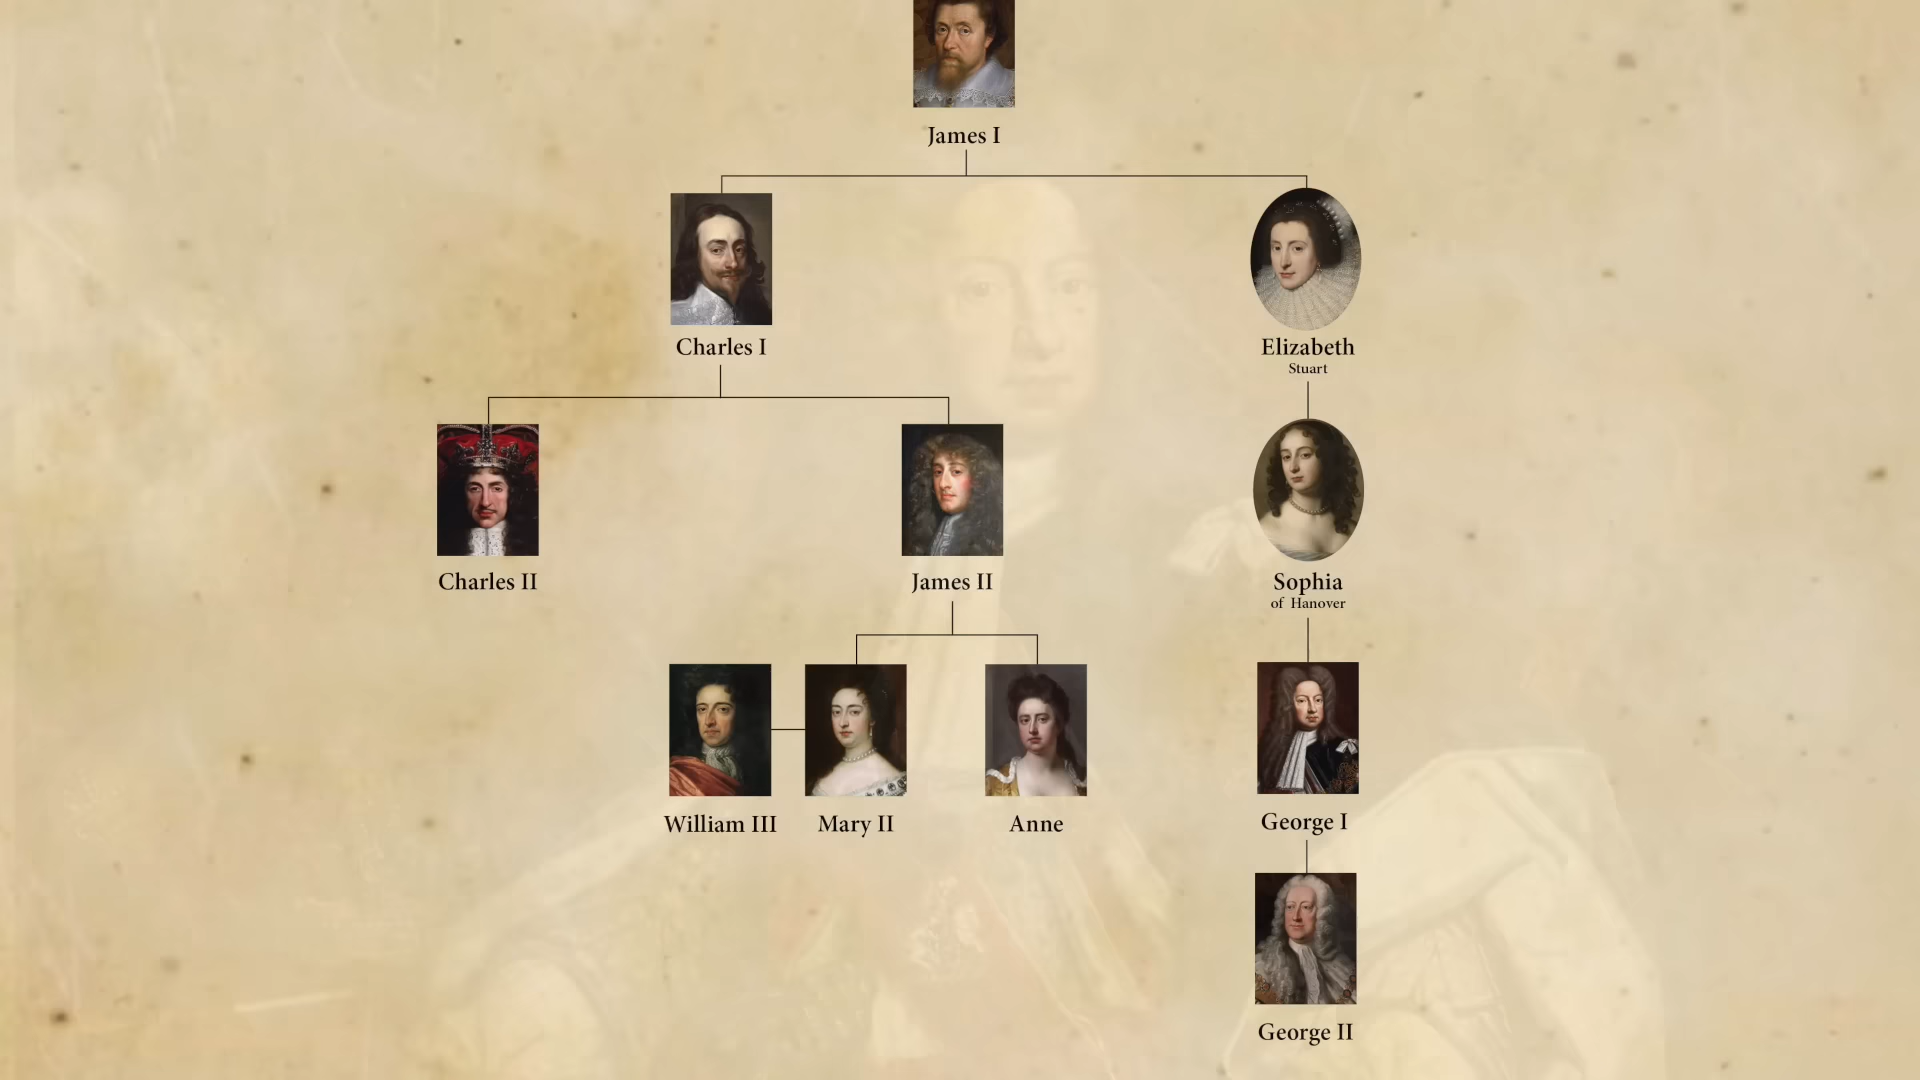 James I
Charles I
Elizabeth
Stuart
Charles II
James II
Sophia
of Hanover
William III
Mary II
Anne
George I
George II